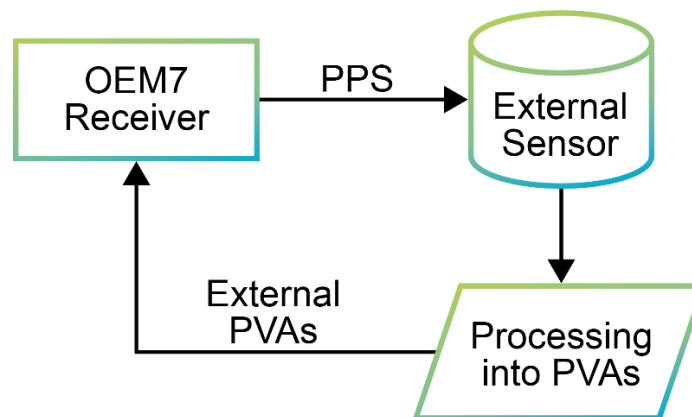 OEM7
Receiver
PPS
External
Sensor
External
PVAs
Processing
into PVAs